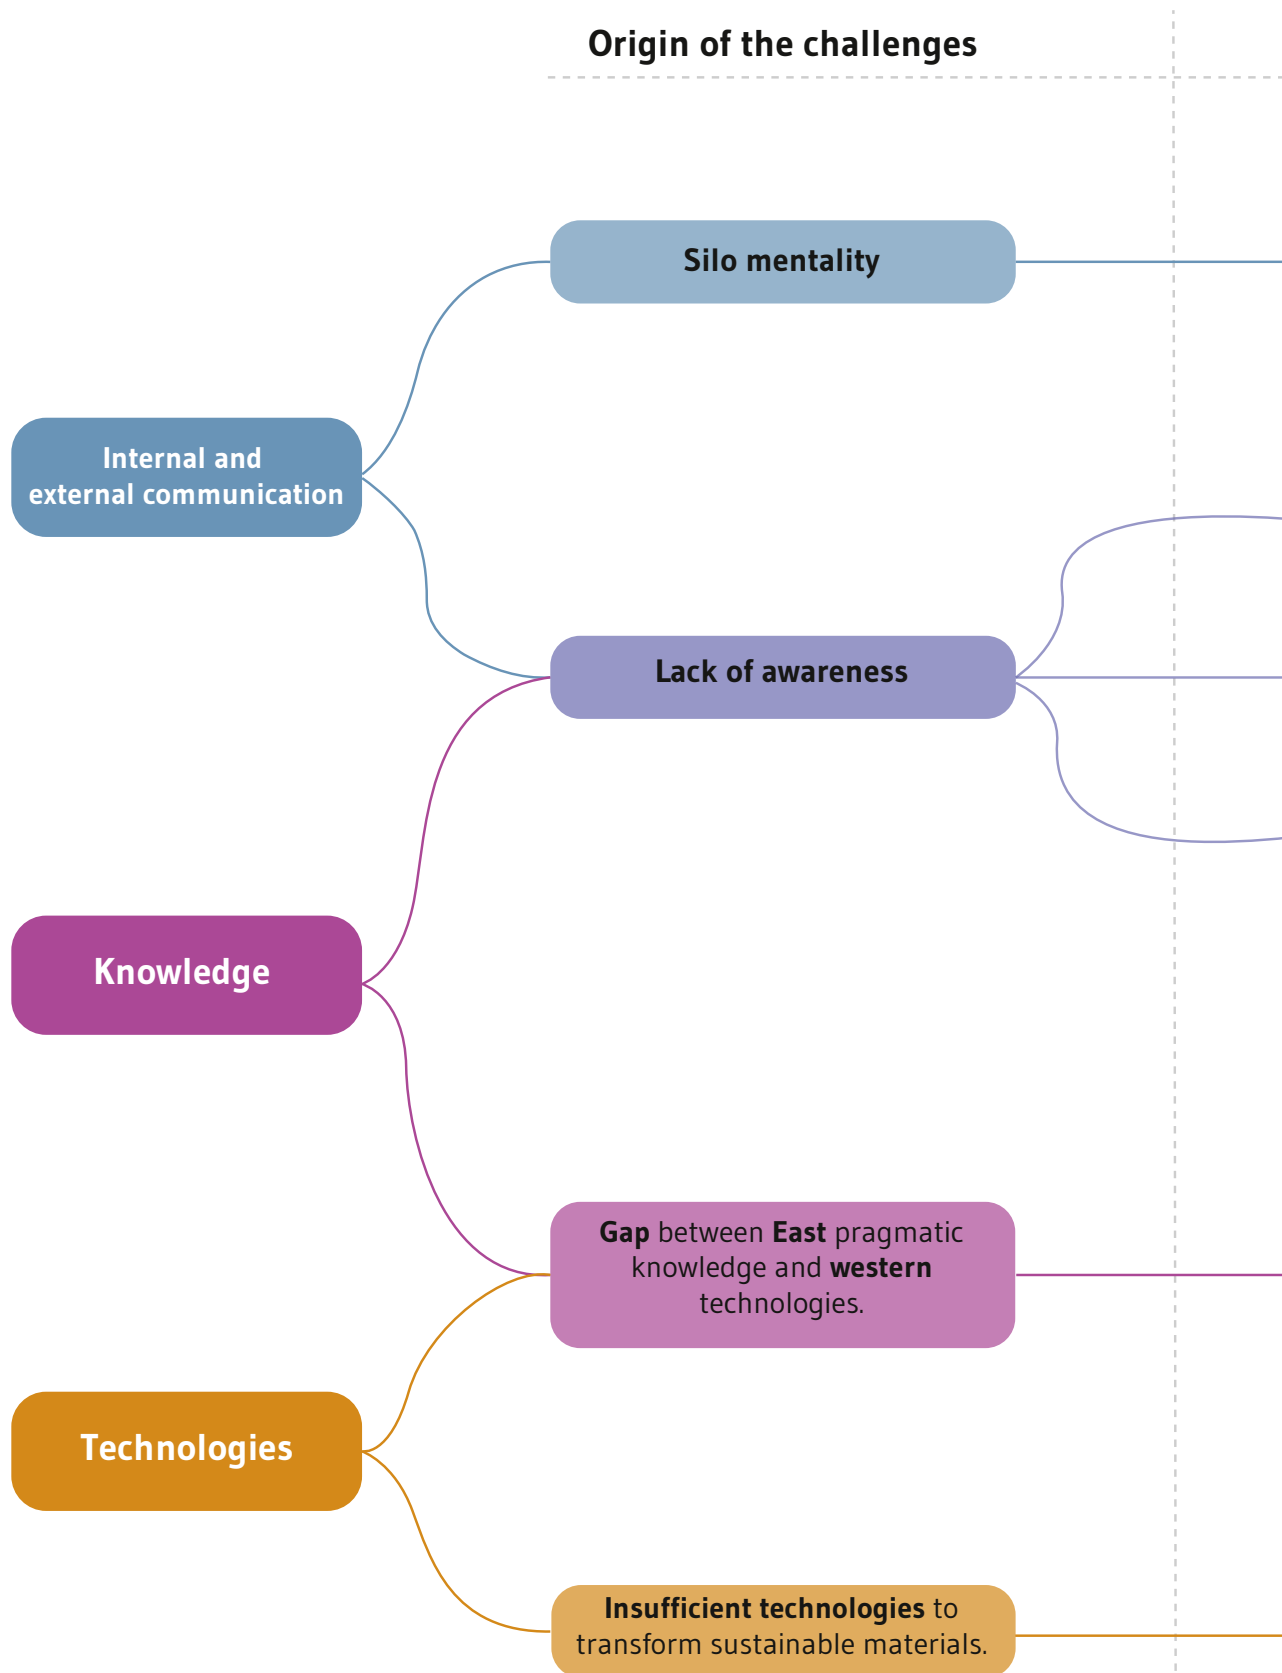 Origin of the challenges
Silo mentality
Internal and
external communication
Lack of awareness
Knowledge
Gap between East pragmatic
knowledge and western
technologies.
Technologies
Insufficient technologies to
transform sustainable materials.